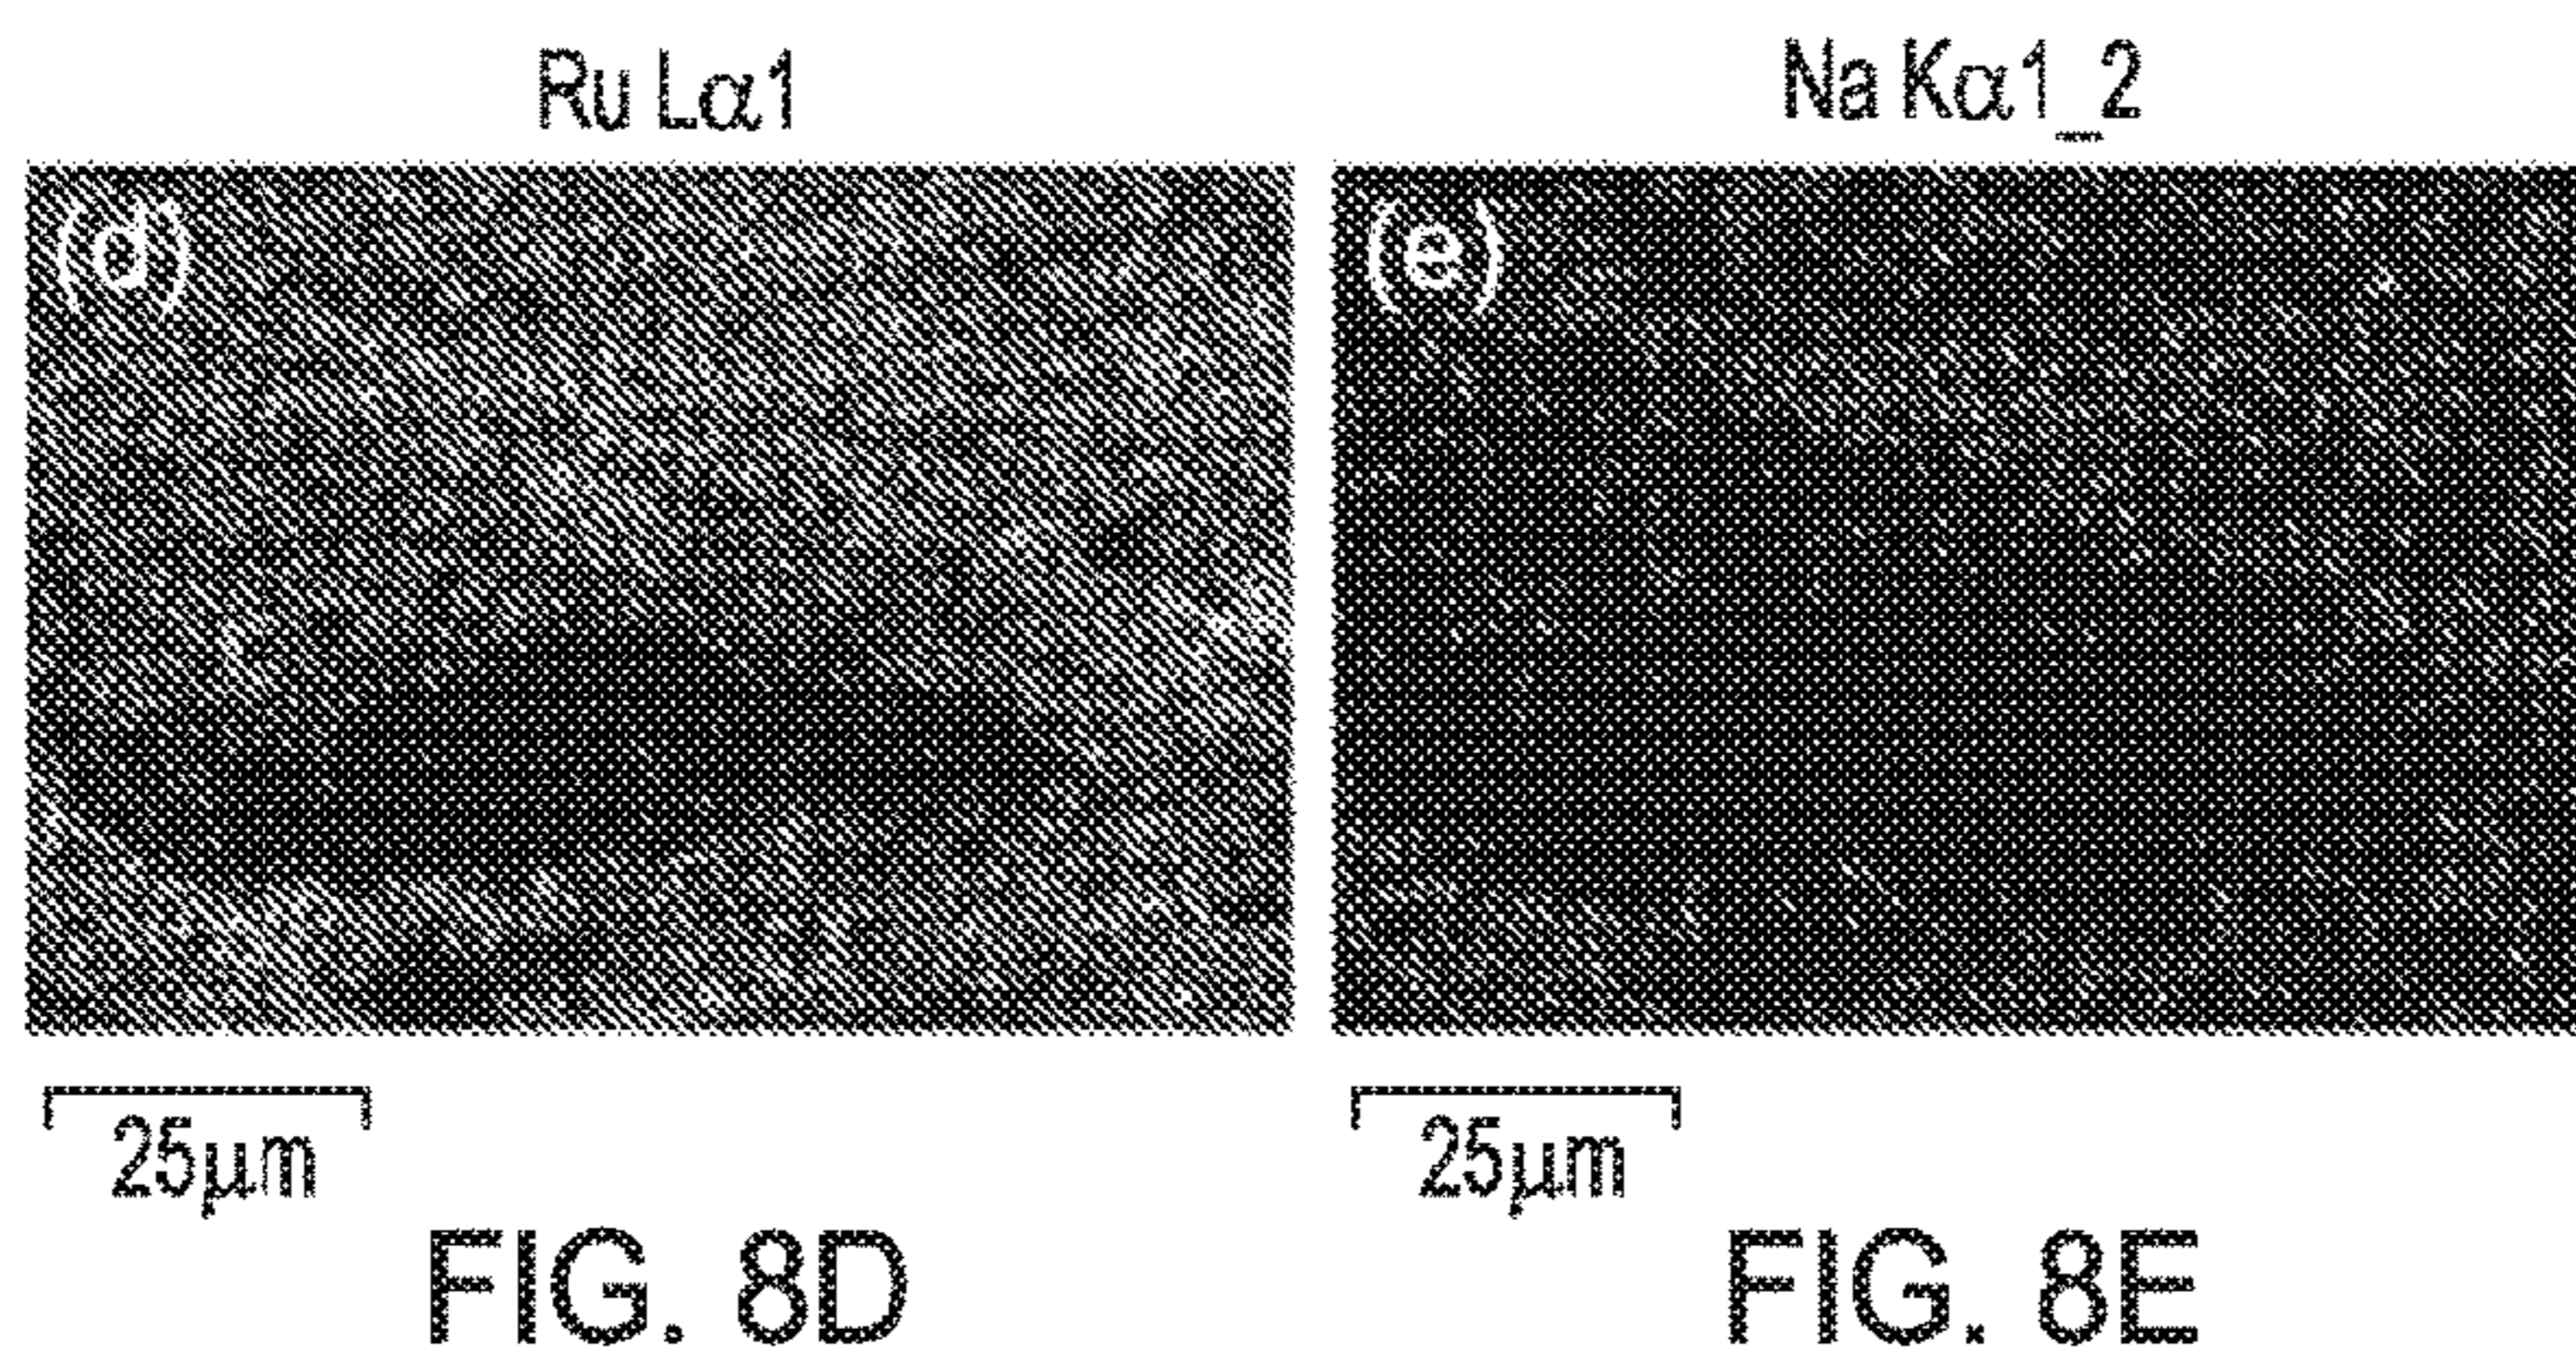 Ru Lα1
Na Kα1_2
(d)
(e)
25μm
25μm
FIG. 8D
FIG. 8E